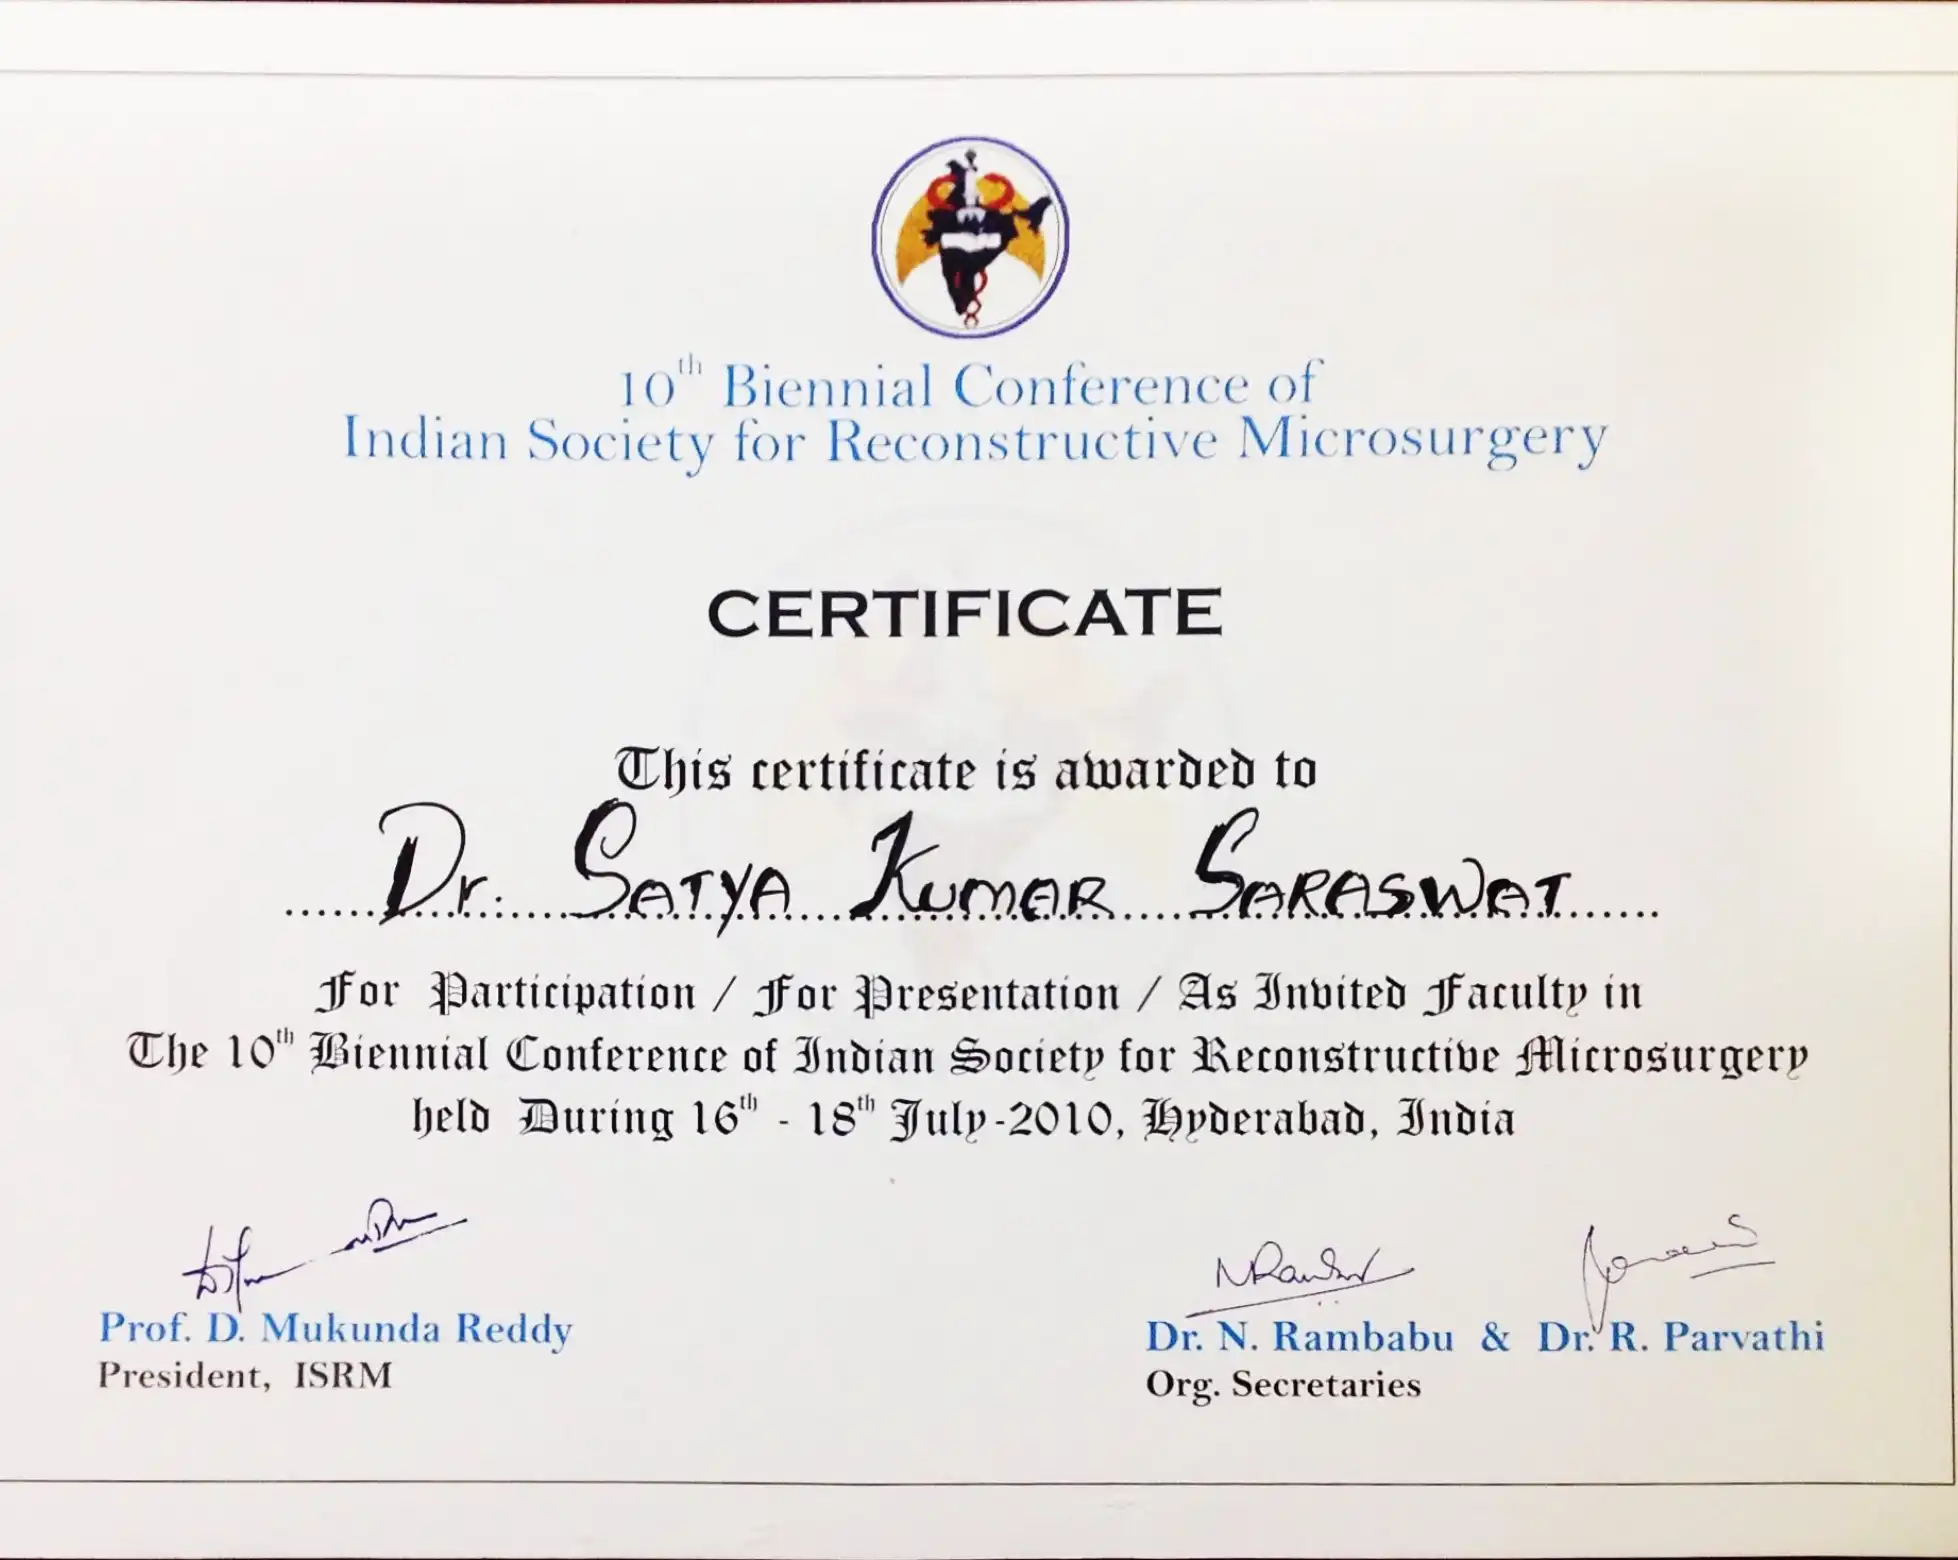 10th Biennial Conference of
Indian Society for Reconstructive Microsurgery
CERTIFICATE
This certificate is awarded to
Dr. SATYA KUMAR SARASWAT
For Participation / For Presentation / As Invited Faculty in
The 10th Biennial Conference of Indian Society for Reconstructive Microsurgery
held During 16th - 18th July-2010, Hyderabad, India
Prof. D. Mukunda Reddy
President, ISRM
Dr. N. Rambabu & Dr. R. Parvathi
Org. Secretaries